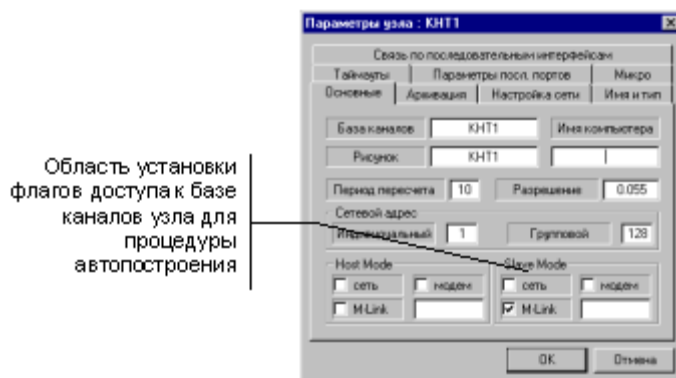 Параметры узла : КНТ1
Связь по последовательным интерфейсам
Таймауты Параметры посл. портов Микро
Основные Архивация Настройка сети Имя и тип
База каналов КНТ1 Имя компьютера
Рисунок КНТ1
Период пересчета 10 Разрешение 0.055
Сетевой адрес
Индивидуальный 1 Групповой 128
Host Mode Slave Mode
сеть модем сеть модем
M-Link M-Link
OK Отмена
Область установки
флагов доступа к базе
каналов узла для
процедуры
автопостроения